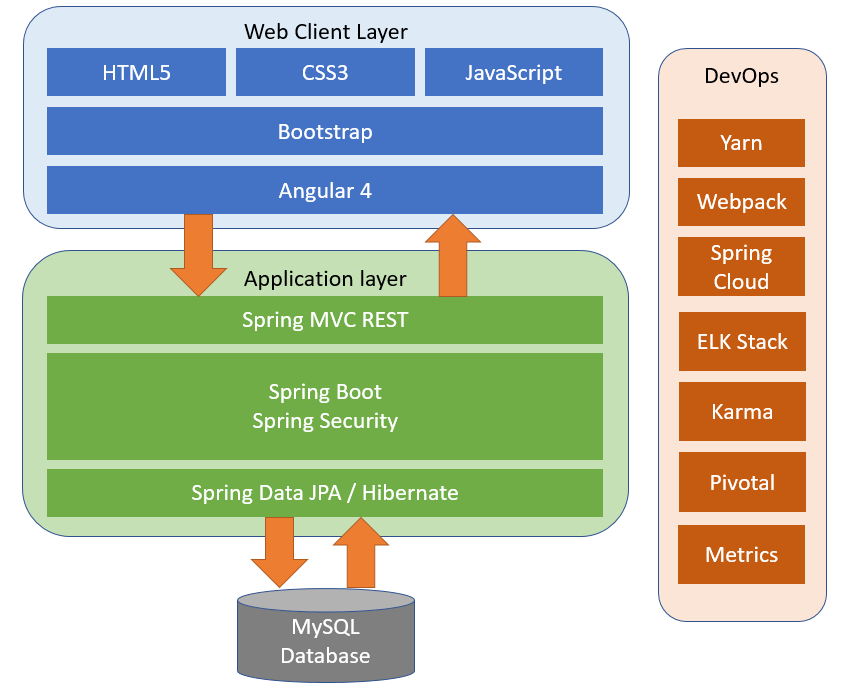 Web Client Layer
HTML5
CSS3
JavaScript
Bootstrap
Angular 4
Application layer
Spring MVC REST
Spring Boot
Spring Security
Spring Data JPA / Hibernate
MySQL
Database
DevOps
Yarn
Webpack
Spring
Cloud
ELK Stack
Karma
Pivotal
Metrics